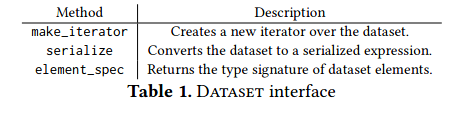 Method Description
make_iterator Creates a new iterator over the dataset.
serialize Converts the dataset to a serialized expression.
element_spec Returns the type signature of dataset elements.
Table 1. DATASET interface